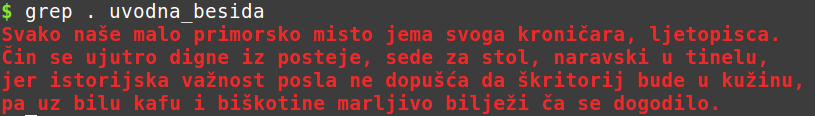 $ grep . uvodna_besida
Svako naše malo primorsko misto jema svoga kroničara, ljetopisca.
Čin se ujutro digne iz posteje, sede za stol, naravski u tinelu,
jer istorijska važnost posla ne dopušća da škritorij bude u kužinu,
pa uz bilu kafu i biškotine marljivo bilježi ča se dogodilo.